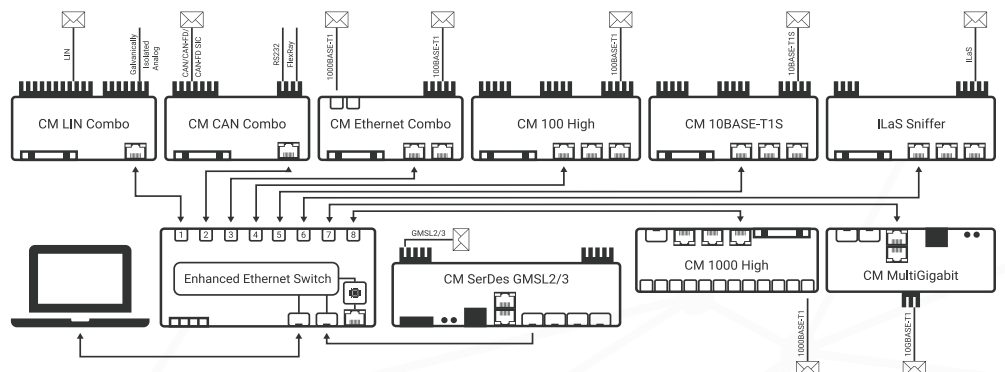 LIN
Galvanically
Isolated
Analog
CAN/CAN-FD/
CAN-FD SIC
RS232
FlexRay
1000BASE-T1
100BASE-T1
100BASE-T1
10BASE-T1S
ILaS
CM LIN Combo
CM CAN Combo
CM Ethernet Combo
CM 100 High
CM 10BASE-T1S
ILaS Sniffer
1
2
3
4
5
6
7
8
Enhanced Ethernet Switch
GMSL2/3
CM SerDes GMSL2/3
CM 1000 High
CM MultiGigabit
1000BASE-T1
10GBASE-T1